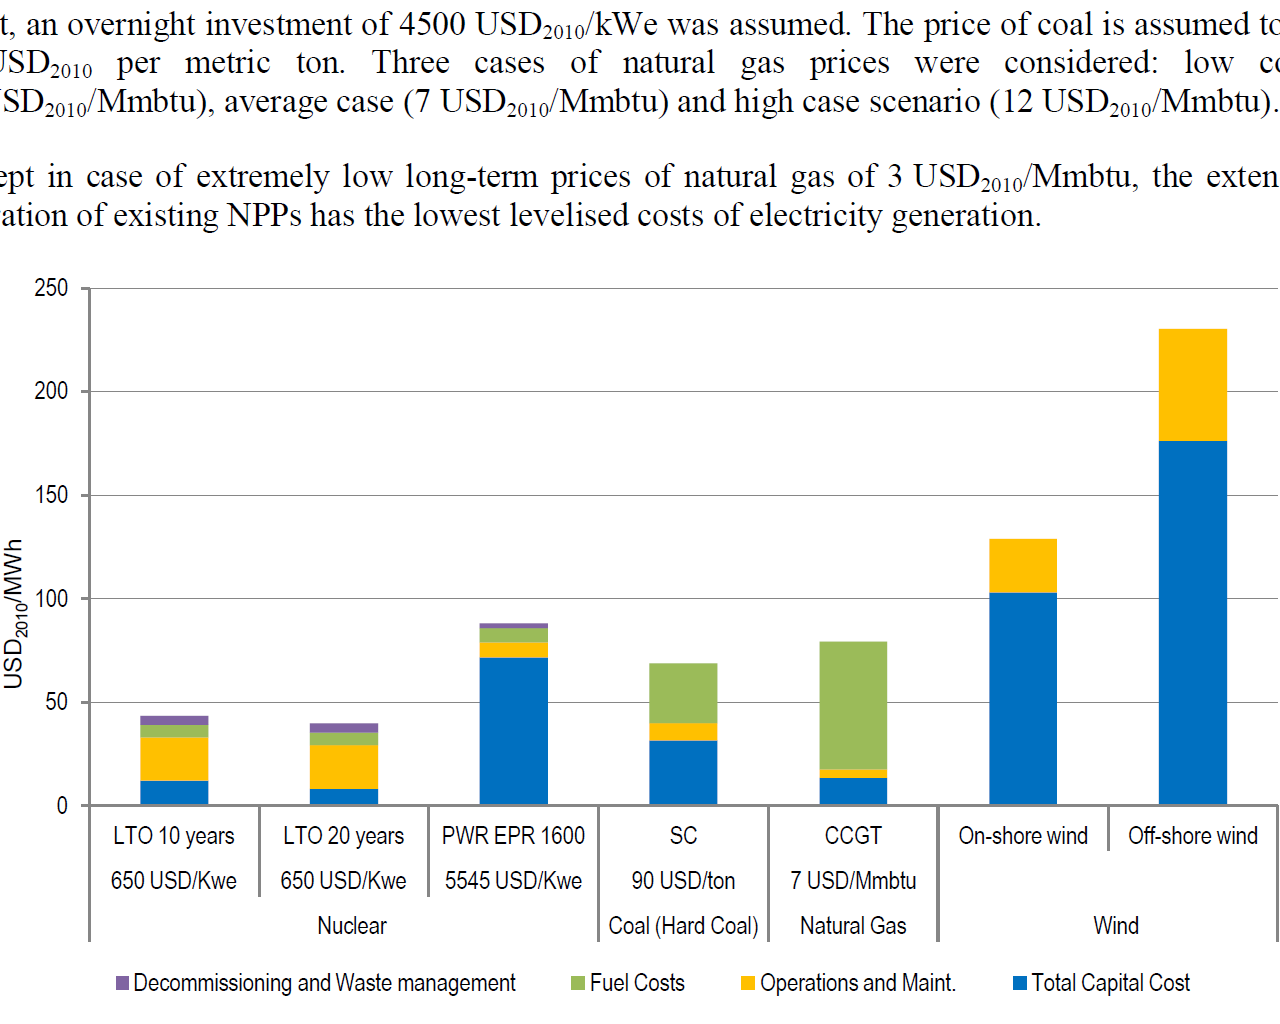 t, an overnight investment of 4500 USD2010/kWe was assumed. The price of coal is assumed to
USD2010 per metric ton. Three cases of natural gas prices were considered: low co
SD2010/Mmbtu), average case (7 USD2010/Mmbtu) and high case scenario (12 USD2010/Mmbtu).
ept in case of extremely low long-term prices of natural gas of 3 USD2010/Mmbtu, the exten
ration of existing NPPs has the lowest levelised costs of electricity generation.
250
200
150
100
50
0
USD2010/MWh
LTO 10 years LTO 20 years PWR EPR 1600 SC CCGT On-shore wind Off-shore wind
650 USD/Kwe 650 USD/Kwe 5545 USD/Kwe 90 USD/ton 7 USD/Mmbtu
Nuclear Coal (Hard Coal) Natural Gas Wind
Decommissioning and Waste management Fuel Costs Operations and Maint. Total Capital Cost